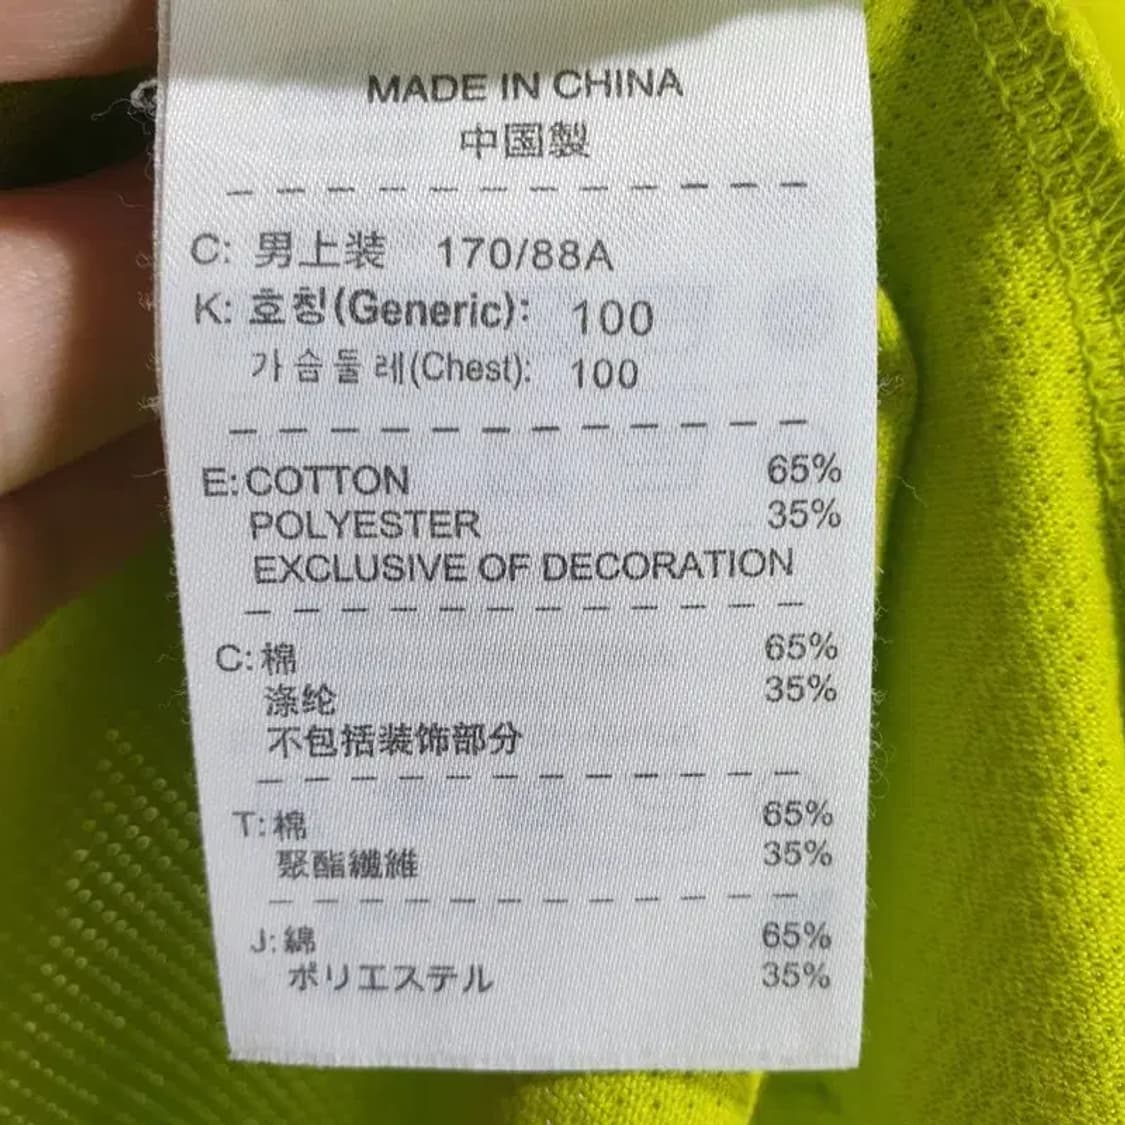 MADE IN CHINA
中国製
C: 男上装 170/88A
K: 호칭(Generic): 100
가슴둘레(Chest): 100
E: COTTON 65%
POLYESTER 35%
EXCLUSIVE OF DECORATION
C: 棉 65%
涤纶 35%
不包括装饰部分
T: 棉 65%
聚酯纖維 35%
J: 綿 65%
ポリエステル 35%